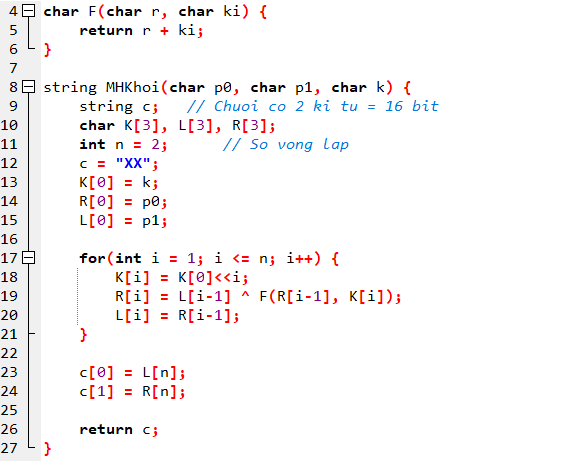 4 char F(char r, char ki) {
5     return r + ki;
6 }
7
8 string MHKhoi(char p0, char p1, char k) {
9     string c;   // Chuoi co 2 ki tu = 16 bit
10     char K[3], L[3], R[3];
11     int n = 2;      // So vong lap
12     c = "XX";
13     K[0] = k;
14     R[0] = p0;
15     L[0] = p1;
16
17     for(int i = 1; i <= n; i++) {
18         K[i] = K[0]<<i;
19         R[i] = L[i-1] ^ F(R[i-1], K[i]);
20         L[i] = R[i-1];
21     }
22
23     c[0] = L[n];
24     c[1] = R[n];
25
26     return c;
27 }